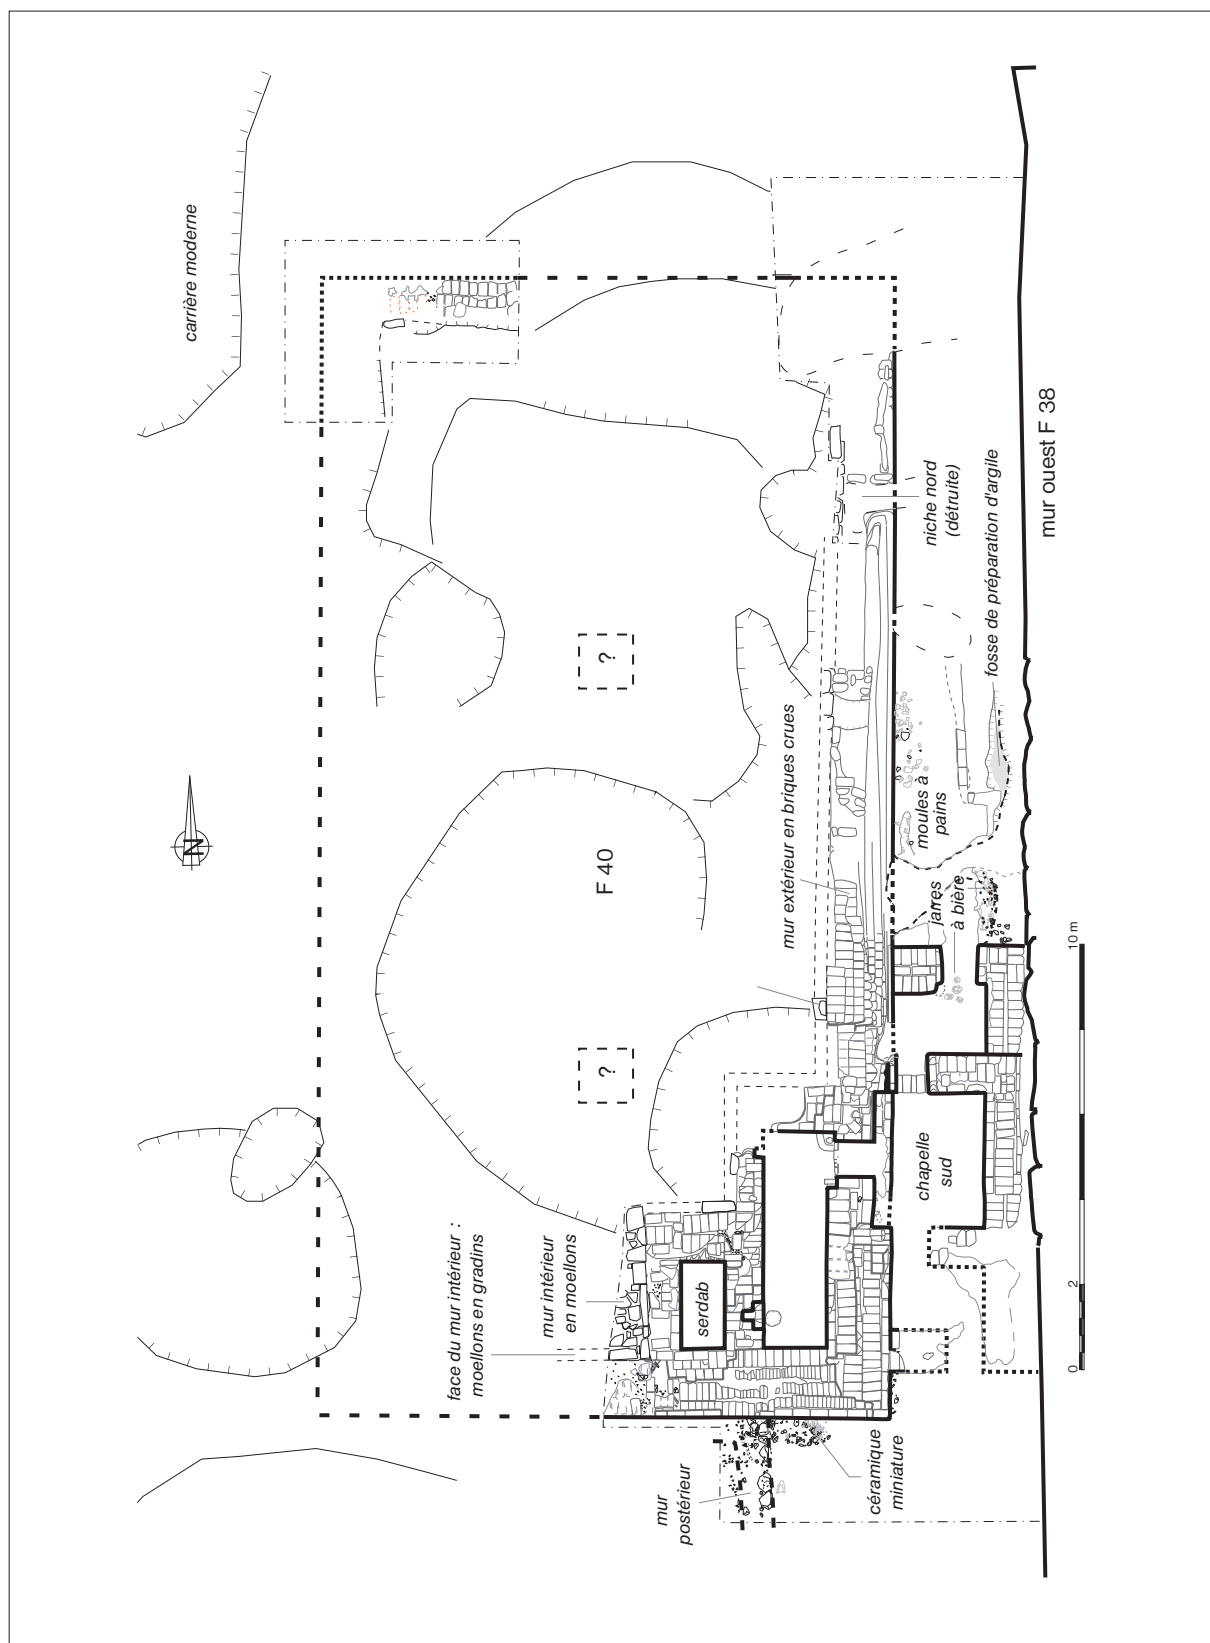 carrière moderne
N
?
F 40
?
niche nord
(détruite)
mur ouest F 38
fosse de préparation d'argile
mur extérieur en briques crues
moules à
pains
jarres
à bière
10 m
2
0
chapelle
sud
serdab
face du mur intérieur :
moellons en gradins
mur intérieur
en moellons
mur
postérieur
céramique
miniature